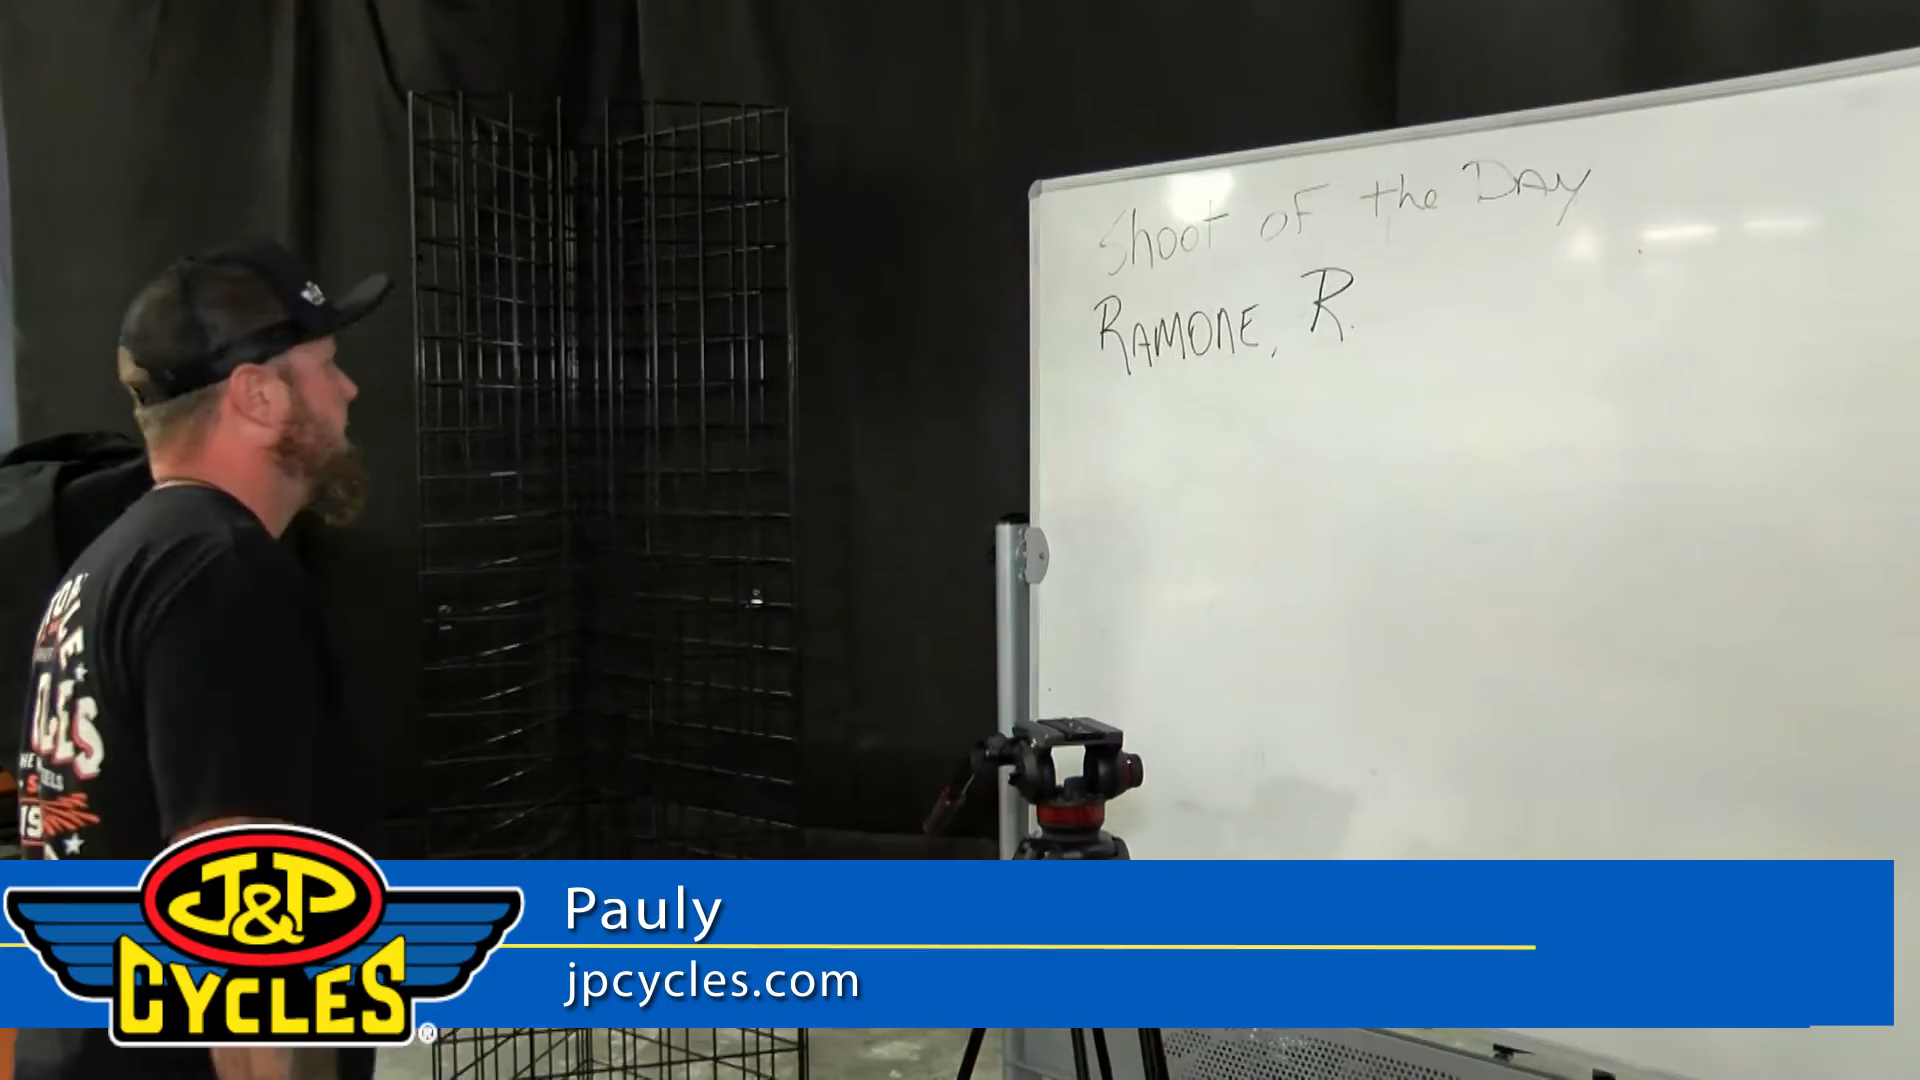 Shoot of the Day
RAMONE, R.
J&P
CYCLES
®
Pauly
jpcycles.com